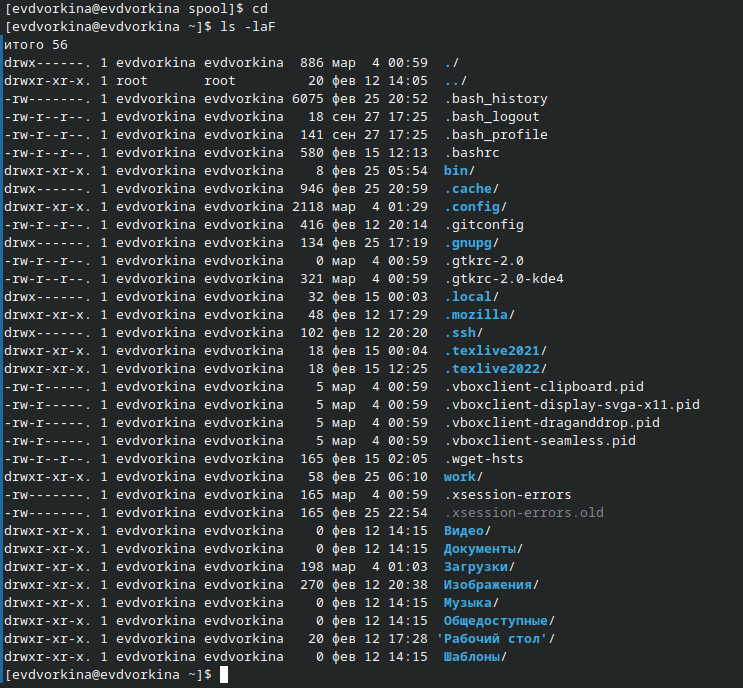 [evdvorkina@evdvorkina spool]$ cd
[evdvorkina@evdvorkina ~]$ ls -laF
итого 56
drwx------. 1 evdvorkina evdvorkina  886 мар  4 00:59  ./
drwxr-xr-x. 1 root       root         20 фев 12 14:05  ../
-rw-------. 1 evdvorkina evdvorkina 6075 фев 25 20:52  .bash_history
-rw-r--r--. 1 evdvorkina evdvorkina   18 сен 27 17:25  .bash_logout
-rw-r--r--. 1 evdvorkina evdvorkina  141 сен 27 17:25  .bash_profile
-rw-r--r--. 1 evdvorkina evdvorkina  580 фев 15 12:13  .bashrc
drwxr-xr-x. 1 evdvorkina evdvorkina    8 фев 25 05:54  bin/
drwx------. 1 evdvorkina evdvorkina  946 фев 25 20:59  .cache/
drwxr-xr-x. 1 evdvorkina evdvorkina 2118 мар  4 01:29  .config/
-rw-r--r--. 1 evdvorkina evdvorkina  416 фев 12 20:14  .gitconfig
drwx------. 1 evdvorkina evdvorkina  134 фев 25 17:19  .gnupg/
-rw-r--r--. 1 evdvorkina evdvorkina    0 мар  4 00:59  .gtkrc-2.0
-rw-r--r--. 1 evdvorkina evdvorkina  321 мар  4 00:59  .gtkrc-2.0-kde4
drwx------. 1 evdvorkina evdvorkina   32 фев 15 00:03  .local/
drwxr-xr-x. 1 evdvorkina evdvorkina   48 фев 12 17:29  .mozilla/
drwx------. 1 evdvorkina evdvorkina  102 фев 12 20:20  .ssh/
drwxr-xr-x. 1 evdvorkina evdvorkina   18 фев 15 00:04  .texlive2021/
drwxr-xr-x. 1 evdvorkina evdvorkina   18 фев 15 12:25  .texlive2022/
-rw-r-----. 1 evdvorkina evdvorkina    5 мар  4 00:59  .vboxclient-clipboard.pid
-rw-r-----. 1 evdvorkina evdvorkina    5 мар  4 00:59  .vboxclient-display-svga-x11.pid
-rw-r-----. 1 evdvorkina evdvorkina    5 мар  4 00:59  .vboxclient-draganddrop.pid
-rw-r-----. 1 evdvorkina evdvorkina    5 мар  4 00:59  .vboxclient-seamless.pid
-rw-r--r--. 1 evdvorkina evdvorkina  165 фев 15 02:05  .wget-hsts
drwxr-xr-x. 1 evdvorkina evdvorkina   58 фев 25 06:10  work/
-rw-------. 1 evdvorkina evdvorkina  165 мар  4 00:59  .xsession-errors
-rw-------. 1 evdvorkina evdvorkina  165 фев 25 22:54  .xsession-errors.old
drwxr-xr-x. 1 evdvorkina evdvorkina    0 фев 12 14:15  Видео/
drwxr-xr-x. 1 evdvorkina evdvorkina    0 фев 12 14:15  Документы/
drwxr-xr-x. 1 evdvorkina evdvorkina  198 мар  4 01:03  Загрузки/
drwxr-xr-x. 1 evdvorkina evdvorkina  270 фев 12 20:38  Изображения/
drwxr-xr-x. 1 evdvorkina evdvorkina    0 фев 12 14:15  Музыка/
drwxr-xr-x. 1 evdvorkina evdvorkina    0 фев 12 14:15  Общедоступные/
drwxr-xr-x. 1 evdvorkina evdvorkina   20 фев 12 17:28 'Рабочий стол'/
drwxr-xr-x. 1 evdvorkina evdvorkina    0 фев 12 14:15  Шаблоны/
[evdvorkina@evdvorkina ~]$